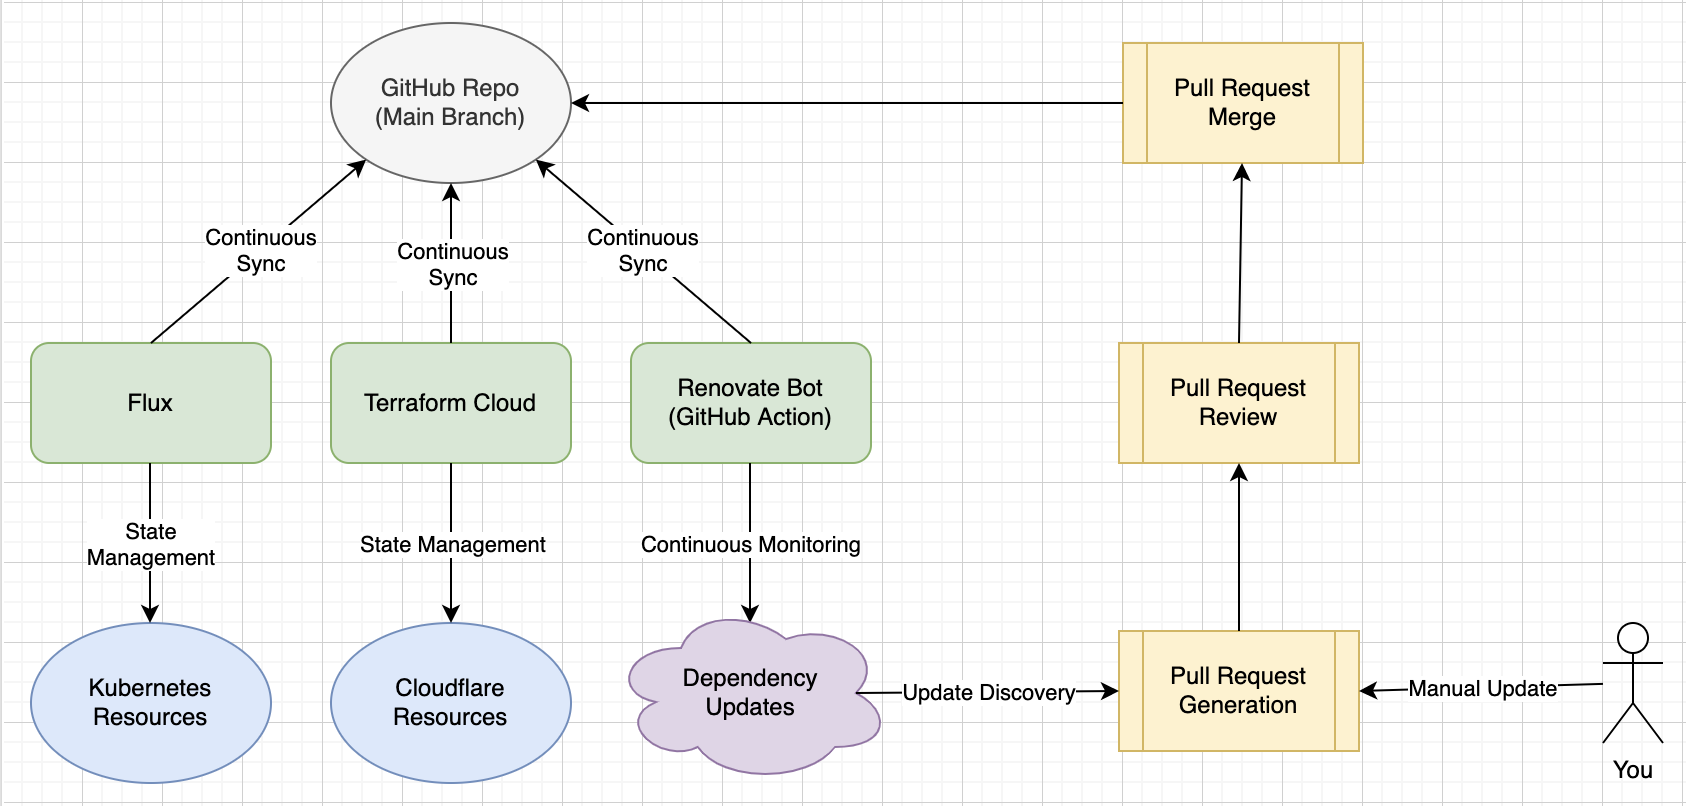 GitHub Repo
(Main Branch)
Pull Request
Merge
Continuous
Sync
Continuous
Sync
Continuous
Sync
Flux
Terraform Cloud
Renovate Bot
(GitHub Action)
Pull Request
Review
State
Management
State Management
Continuous Monitoring
Kubernetes
Resources
Cloudflare
Resources
Dependency
Updates
Update Discovery
Pull Request
Generation
Manual Update
You